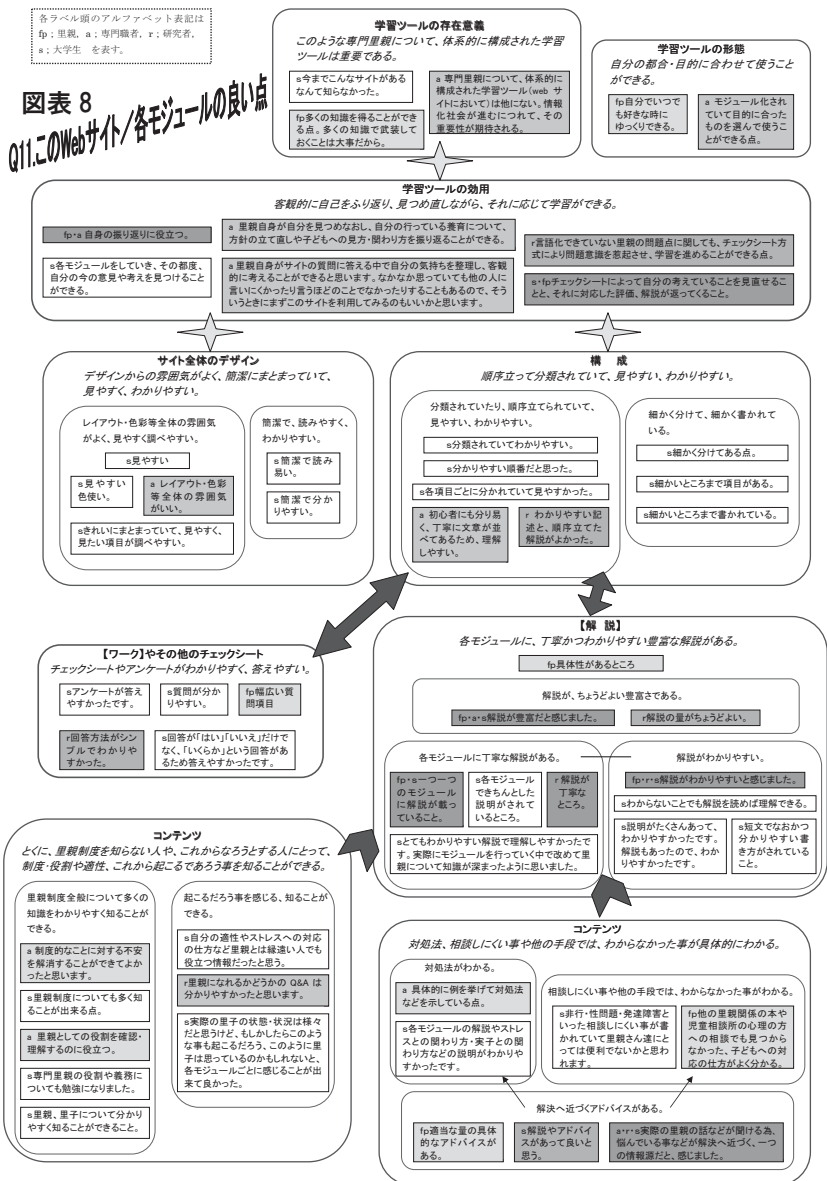 各ラベル頭のアルファベット表記は
fp；里親，a；専門職者，r；研究者，
s；大学生　を表す。
図表 8
Q11.このWebサイト／各モジュールの良い点
学習ツールの存在意義
このような専門里親について、体系的に構成された学習
ツールは重要である。
s今までこんなサイトがある
なんて知らなかった。
fp多くの知識を得ることができ
る点。多くの知識で武装して
おくことは大事だから。
a 専門里親について、体系的に
構成された学習ツール（web サ
イトにおいて）は他にない。情報
化社会が進むにつれて、その
重要性が期待される。
学習ツールの形態
自分の都合・目的に合わせて使うこと
ができる。
fp自分でいつで
も好きな時に
ゆっくりできる。
a モジュール化され
ていて目的に合った
ものを選んで使うこ
とができる点。
学習ツールの効用
客観的に自己をふり返り、見つめ直しながら、それに応じて学習ができる。
fp・a 自身の振り返りに役立つ。
s各モジュールをしていき、その都度、
自分の今の意見や考えを見つけること
ができる。
a 里親自身が自分を見つめなおし、自分の行っている養育について、
方針の立て直しや子どもへの見方・関わり方を振り返ることができる。
a 里親自身がサイトの質問に答える中で自分の気持を整理し、客観
的に考えることができると思います。なかなか思っていても他の人に
言いにくかったり言うほどのことでなかったりすることもあるので、そう
いうときにまずこのサイトを利用してみるのもいいかと思います。
r言語化できていない里親の問題点に関しても、チェックシート方
式により問題意識を惹起させ、学習を進めることができる点。
s・fpチェックシートによって自分の考えていることを見直せるこ
とと、それに対応した評価、解説が返ってくること。
サイト全体のデザイン
デザインからの雰囲気がよく、簡潔にまとまっていて、
見やすく、わかりやすい。
レイアウト・色彩等全体の雰囲気
がよく、見やすく調べやすい。
s見やすい
s見やすい
色使い。
a レイアウト・色彩
等全体の雰囲気
がいい。
sきれいにまとまっていて、見やすく、
見たい項目が調べやすい。
簡潔で、読みやすく、
わかりやすい。
s簡潔で読み
易い。
s簡潔で分か
りやすい。
構　成
順序立って分類されていて、見やすい、わかりやすい。
分類されていたり、順序立てられていて、
見やすい、わかりやすい。
s分類されていてわかりやすい。
s分かりやすい順番だと思った。
s各項目ごとに分かれていて見やすかった。
a 初心者にも分り易
く、丁寧に文章が並
べてあるため、理解
しやすい。
r わかりやすい記
述と、順序立てた
解説がよかった。
細かく分けて、細かく書かれて
いる。
s細かく分けてある点。
s細かいところまで項目がある。
s細かいところまで書かれている。
【ワーク】やその他のチェックシート
チェックシートやアンケートがわかりやすく、答えやすい。
sアンケートが答え
やすかったです。
s質問が分か
りやすい。
fp幅広い質
問項目
r回答方法がシン
プルでわかりや
すかった。
s回答が「はい」「いいえ」だけで
なく、「いくらか」という回答があ
るため答えやすかったです。
【解　説】
各モジュールに、丁寧かつわかりやすい豊富な解説がある。
fp具体性があるところ
解説が、ちょうどよい豊富さである。
fp・a・s解説が豊富だと感じました。
r解説の量がちょうどよい。
各モジュールに丁寧な解説がある。
fp・s一つ一つ
のモジュール
に解説が載っ
ていること。
s各モジュール
できちんとした
説明がされて
いるところ。
r 解説が
丁寧な
ところ。
sとてもわかりやすい解説で理解しやすかったで
す。実際にモジュールを行っていく中で改めて里
親について知識が深まったように思いました。
解説がわかりやすい。
fp・r・s解説がわかりやすいと感じました。
sわからないことでも解説を読めば理解できる。
s説明がたくさんあって、
わかりやすかったです。
解説もあったので、わか
りやすかったです。
s短文でなおかつ
分かりやすい書
き方がされている
こと。
コンテンツ
とくに、里親制度を知らない人や、これからなろうとする人にとって、
制度・役割や適性、これから起こるであろう事を知ることができる。
里親制度全般について多くの
知識をわかりやすく知ることが
できる。
a 制度的なことに対する不安
を解消することができてよか
ったと思います。
s里親制度についても多く知
ることが出来る点。
a 里親としての役割を確認・
理解するのに役立つ。
s専門里親の役割や義務に
ついても勉強になりました。
s里親、里子について分かり
やすく知ることができること。
起こるだろう事を感じる、知ることが
できる。
s自分の適性やストレスへの対応
の仕方など里親とは縁遠い人でも
役立つ情報だったと思う。
r里親になれるかどうかの Q&A は
分かりやすかったと思います。
s実際の里子の状態・状況は様々
だと思うけど、もしかしたらこのよう
な事も起こるだろう、このように里
子は思っているのかもしれないと、
各モジュールごとに感じることが出
来て良かった。
コンテンツ
対処法、相談しにくい事や他の手段では、わからなかった事が具体的にわかる。
対処法がわかる。
a 具体的に例を挙げて対処法
などを示している点。
s各モジュールの解説やストレ
スとの関わり方・実子との関
わり方などの説明がわかりや
すかったです。
相談しにくい事や他の手段では、わからなかった事がわかる。
s非行・性問題・発達障害と
いった相談しにくい事が書
かれていて里親さん達にと
っては便利でないかと思わ
れます。
fp他の里親関係の本や
児童相談所の心理の方
への相談でも見つから
なかった、子どもへの対
応の仕方がよく分かる。
解決へ近づくアドバイスがある。
fp適当な量の具体
的なアドバイスが
ある。
s解説やアドバイ
スがあって良いと
思う。
a・r・s実際の里親の話などが聞ける為、
悩んでいる事などが解決へ近づく、一つ
の情報源だと、感じました。